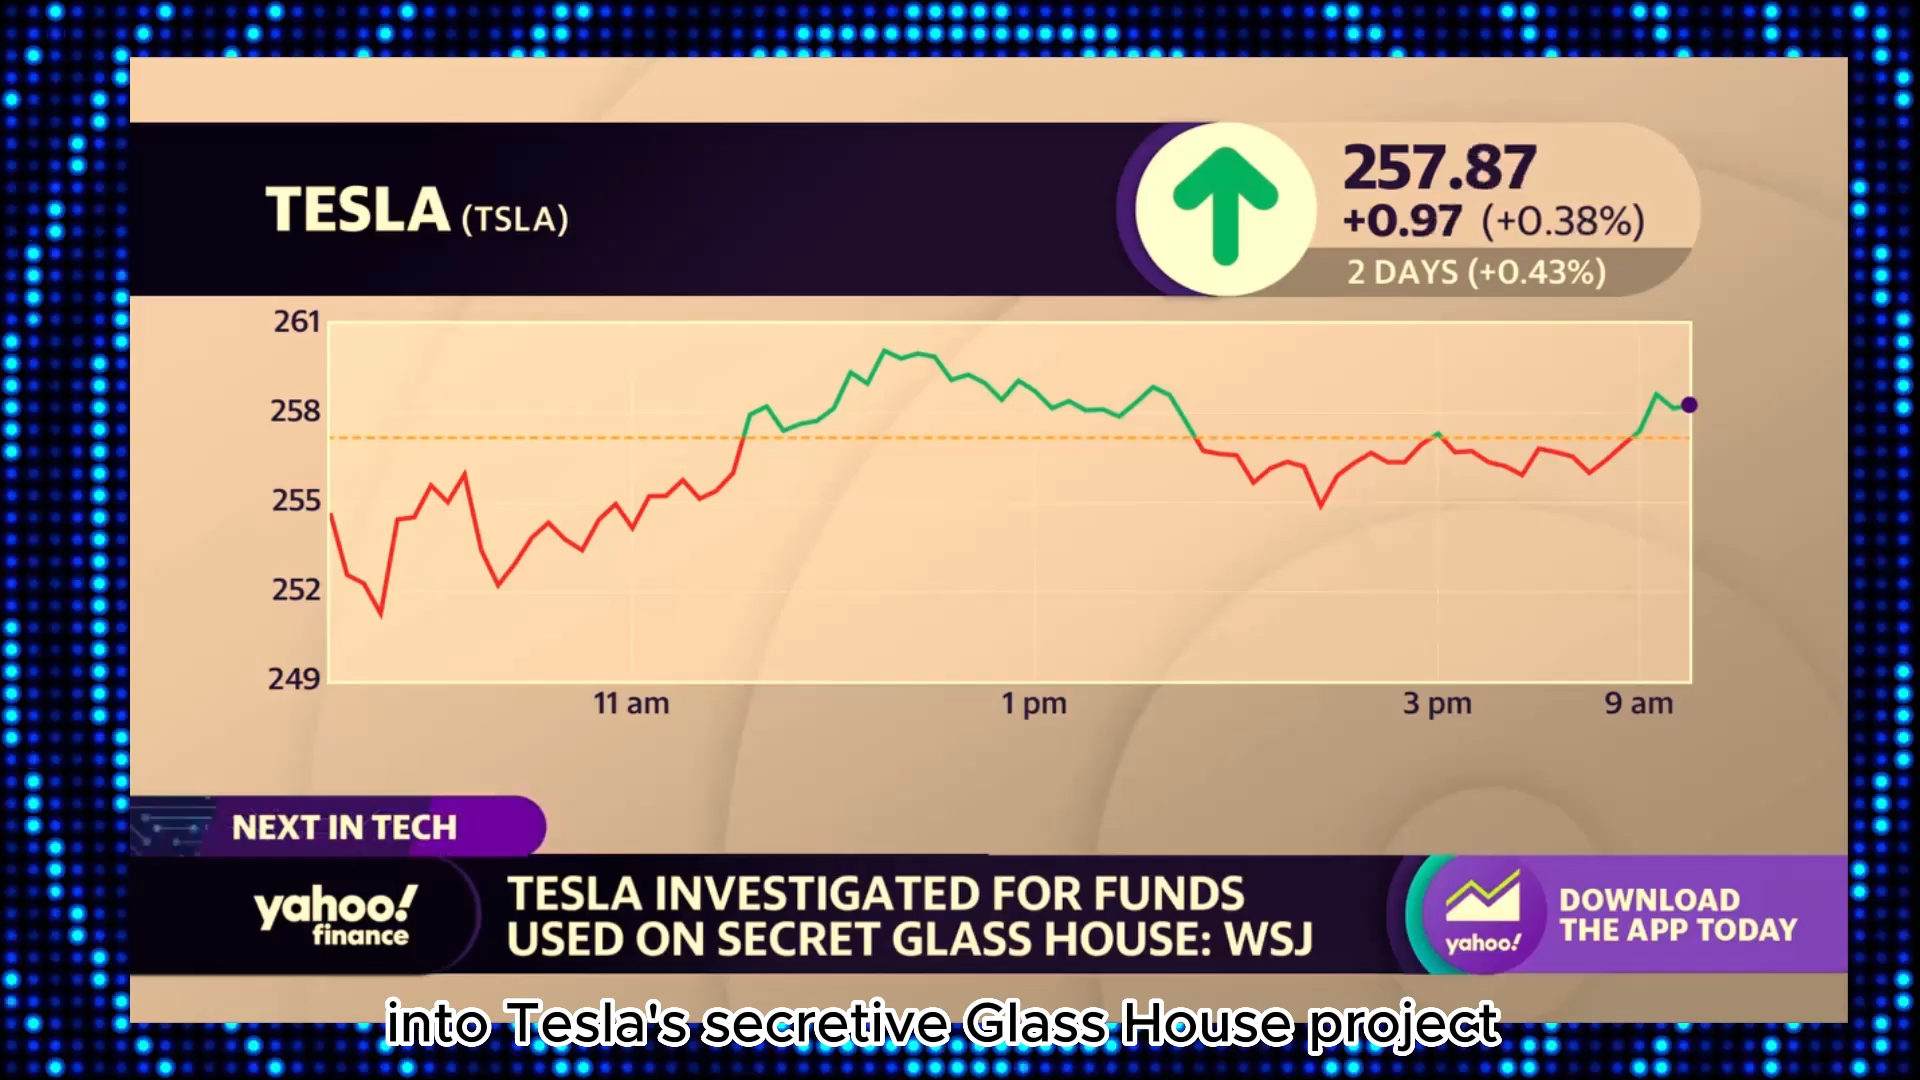 TESLA (TSLA)
257.87
+0.97 (+0.38%)
2 DAYS (+0.43%)
261
258
255
252
249
11 am
1 pm
3 pm
9 am
NEXT IN TECH
yahoo!
finance
TESLA INVESTIGATED FOR FUNDS
USED ON SECRET GLASS HOUSE: WSJ
yahoo!
DOWNLOAD
THE APP TODAY
into Tesla's secretive Glass House project